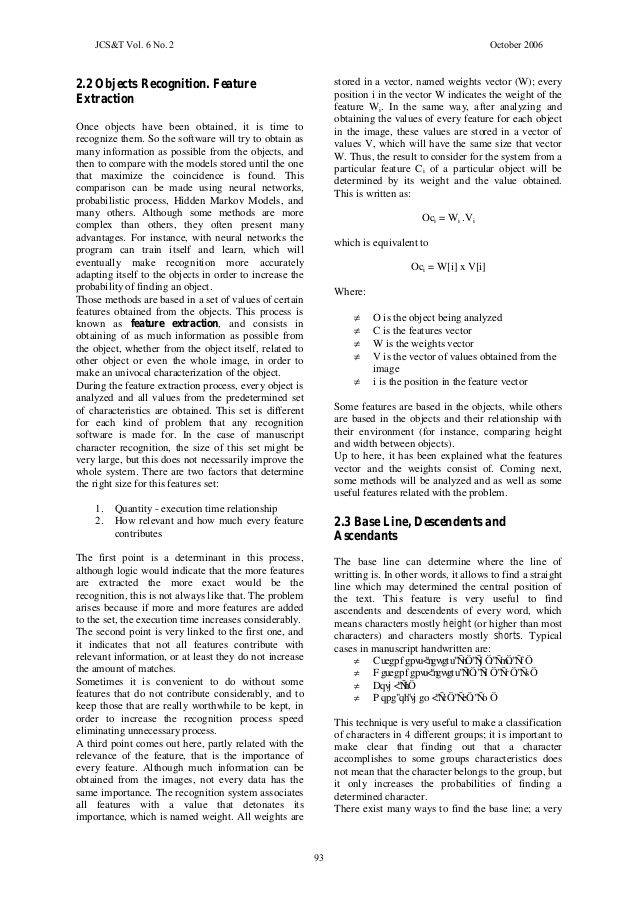 JCS&T Vol. 6 No. 2 October 2006
2.2 Objects Recognition. Feature
Extraction
Once objects have been obtained, it is time to
recognize them. So the software will try to obtain as
many information as possible from the objects, and
then to compare with the models stored until the one
that maximize the coincidence is found. This
comparison can be made using neural networks,
probabilistic process, Hidden Markov Models, and
many others. Although some methods are more
complex than others, they often present many
advantages. For instance, with neural networks the
program can train itself and learn, which will
eventually make recognition more accurately
adapting itself to the objects in order to increase the
probability of finding an object.
Those methods are based in a set of values of certain
features obtained from the objects. This process is
known as feature extraction, and consists in
obtaining of as much information as possible from
the object, whether from the object itself, related to
other object or even the whole image, in order to
make an univocal characterization of the object.
During the feature extraction process, every object is
analyzed and all values from the predetermined set
of characteristics are obtained. This set is different
for each kind of problem that any recognition
software is made for. In the case of manuscript
character recognition, the size of this set might be
very large, but this does not necessarily improve the
whole system. There are two factors that determine
the right size for this features set:
1. Quantity - execution time relationship
2. How relevant and how much every feature
contributes
The first point is a determinant in this process,
although logic would indicate that the more features
are extracted the more exact would be the
recognition, this is not always like that. The problem
arises because if more and more features are added
to the set, the execution time increases considerably.
The second point is very linked to the first one, and
it indicates that not all features contribute with
relevant information, or at least they do not increase
the amount of matches.
Sometimes it is convenient to do without some
features that do not contribute considerably, and to
keep those that are really worthwhile to be kept, in
order to increase the recognition process speed
eliminating unnecessary process.
A third point comes out here, partly related with the
relevance of the feature, that is the importance of
every feature. Although much information can be
obtained from the images, not every data has the
same importance. The recognition system associates
all features with a value that detonates its
importance, which is named weight. All weights are
stored in a vector, named weights vector (W); every
position i in the vector W indicates the weight of the
feature Wi. In the same way, after analyzing and
obtaining the values of every feature for each object
in the image, these values are stored in a vector of
values V, which will have the same size that vector
W. Thus, the result to consider for the system from a
particular feature Ci of a particular object will be
determined by its weight and the value obtained.
This is written as:
Oci = Wi .Vi
which is equivalent to
Oci = W[i] x V[i]
Where:
≠ O is the object being analyzed
≠ C is the features vector
≠ W is the weights vector
≠ V is the vector of values obtained from the
image
≠ i is the position in the feature vector
Some features are based in the objects, while others
are based in the objects and their relationship with
their environment (for instance, comparing height
and width between objects).
Up to here, it has been explained what the features
vector and the weights consist of. Coming next,
some methods will be analyzed and as well as some
useful features related with the problem.
2.3 Base Line, Descendents and
Ascendants
The base line can determine where the line of
writting is. In other words, it allows to find a straight
line which may determined the central position of
the text. This feature is very useful to find
ascendents and descendents of every word, which
means characters mostly height (or higher than most
characters) and characters mostly shorts. Typical
cases in manuscript handwritten are:
≠
≠
≠
≠
This technique is very useful to make a classification
of characters in 4 different groups; it is important to
make clear that finding out that a character
accomplishes to some groups characteristics does
not mean that the character belongs to the group, but
it only increases the probabilities of finding a
determined character.
There exist many ways to find the base line; a very
93